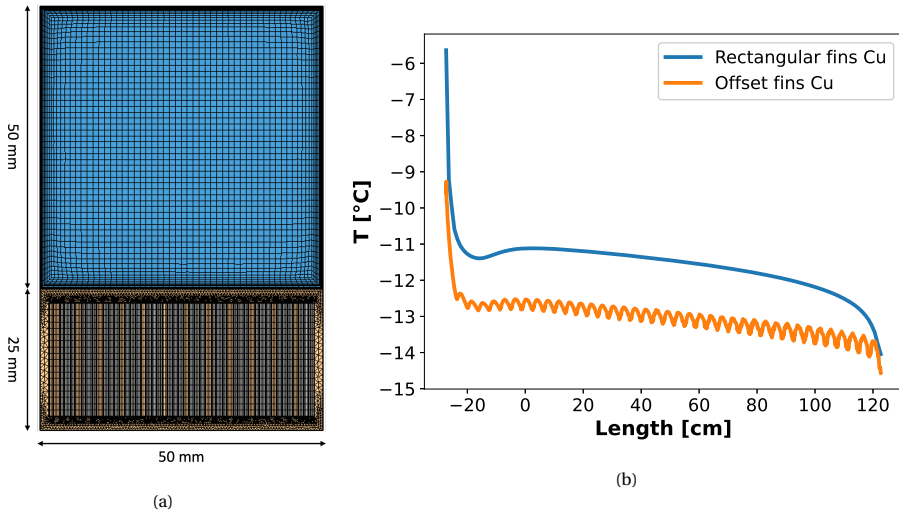 50 mm
25 mm
50 mm
(a)
T [°C]
−6
−7
−8
−9
−10
−11
−12
−13
−14
−15
−20
0
20
40
60
80
100
120
Length [cm]
Rectangular fins Cu
Offset fins Cu
(b)